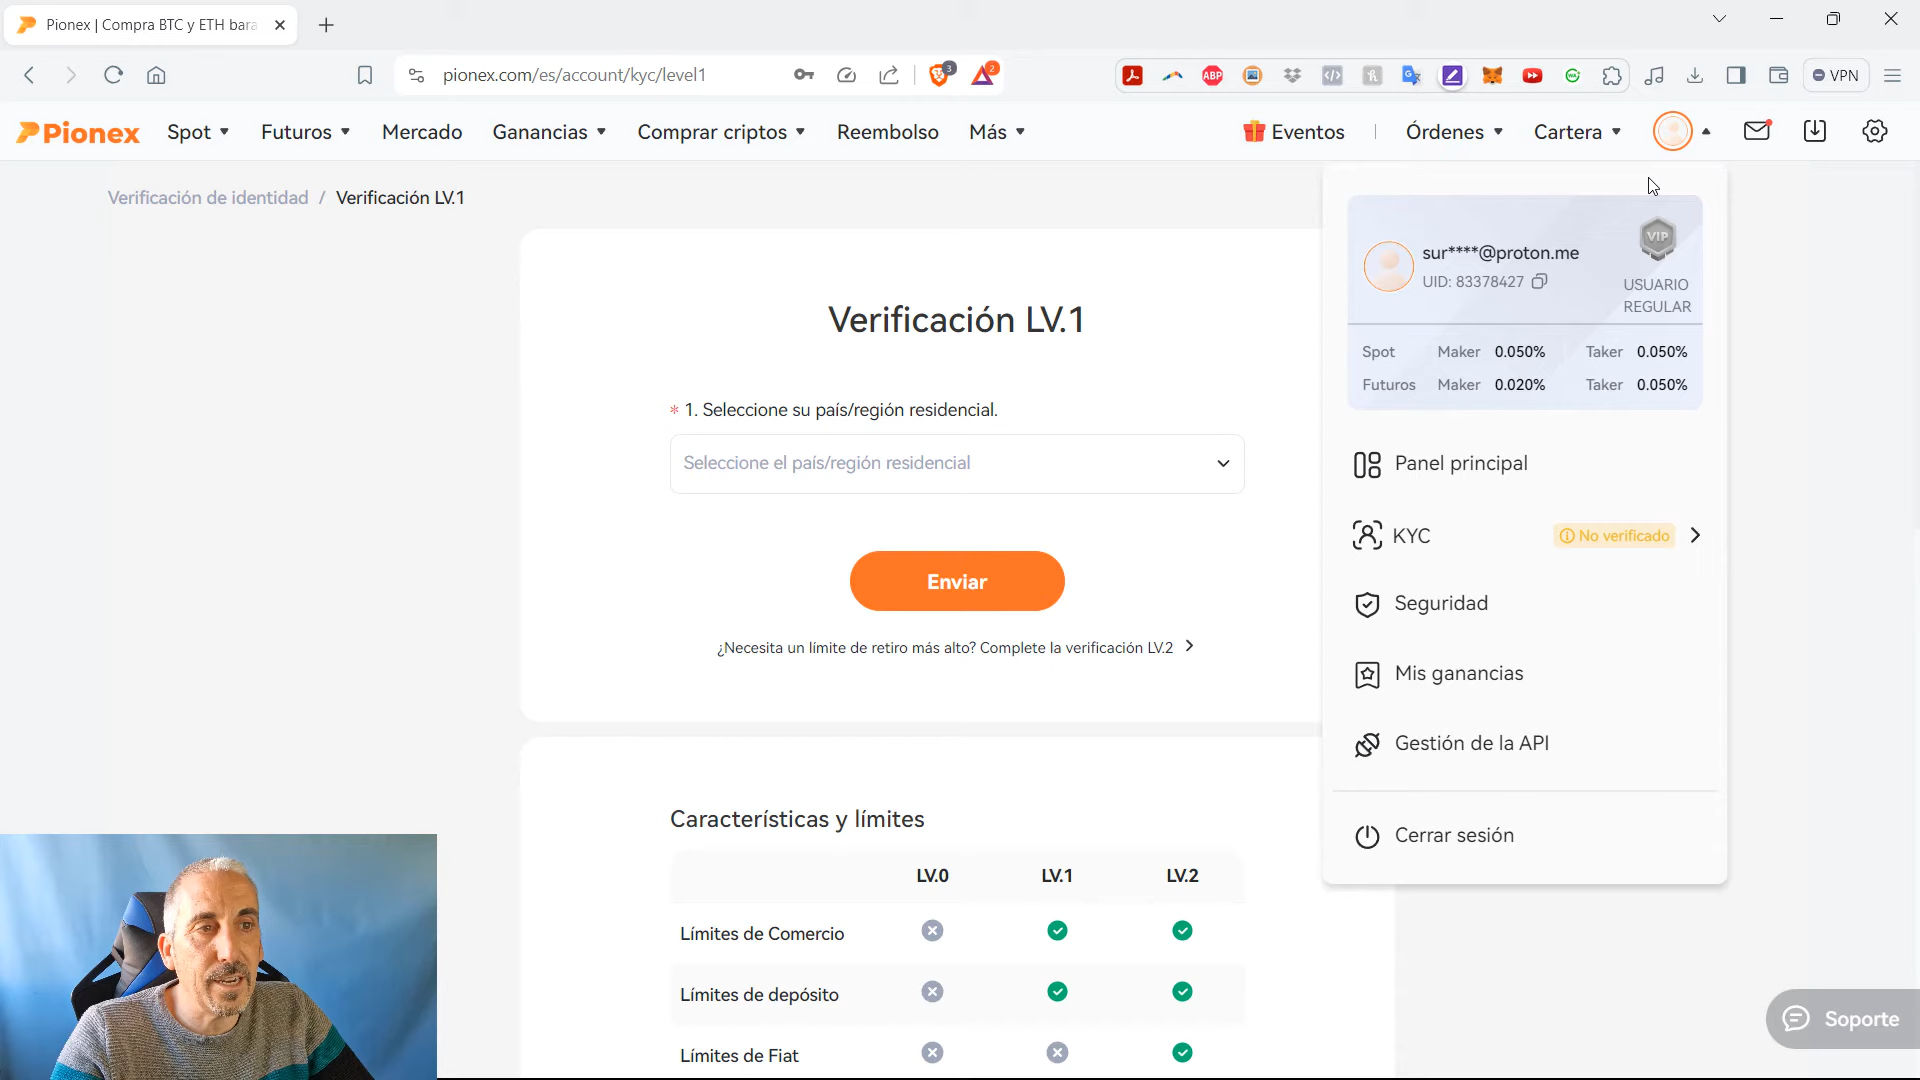 Pionex | Compra BTC y ETH bara
pionex.com/es/account/kyc/level1
3
2
ABP
VPN
Pionex
Spot
Futuros
Mercado
Ganancias
Comprar criptos
Reembolso
Más
Eventos
Órdenes
Cartera
Verificación de identidad / Verificación LV.1
Verificación LV.1
* 1. Seleccione su país/región residencial.
Seleccione el país/región residencial
Enviar
¿Necesita un límite de retiro más alto? Complete la verificación LV.2
Características y límites
LV.0 LV.1 LV.2
Límites de Comercio
Límites de depósito
Límites de Fiat
sur****@proton.me
UID: 83378427
VIP
USUARIO
REGULAR
Spot Maker 0.050% Taker 0.050%
Futuros Maker 0.020% Taker 0.050%
Panel principal
KYC
No verificado
Seguridad
Mis ganancias
Gestión de la API
Cerrar sesión
Soporte